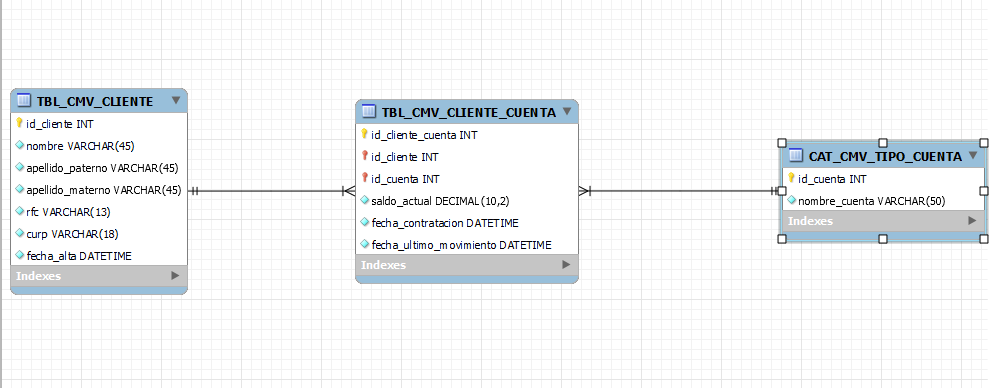 TBL_CMV_CLIENTE
id_cliente INT
nombre VARCHAR(45)
apellido_paterno VARCHAR(45)
apellido_materno VARCHAR(45)
rfc VARCHAR(13)
curp VARCHAR(18)
fecha_alta DATETIME
Indexes
TBL_CMV_CLIENTE_CUENTA
id_cliente_cuenta INT
id_cliente INT
id_cuenta INT
saldo_actual DECIMAL(10,2)
fecha_contratacion DATETIME
fecha_ultimo_movimiento DATETIME
Indexes
CAT_CMV_TIPO_CUENTA
id_cuenta INT
nombre_cuenta VARCHAR(50)
Indexes